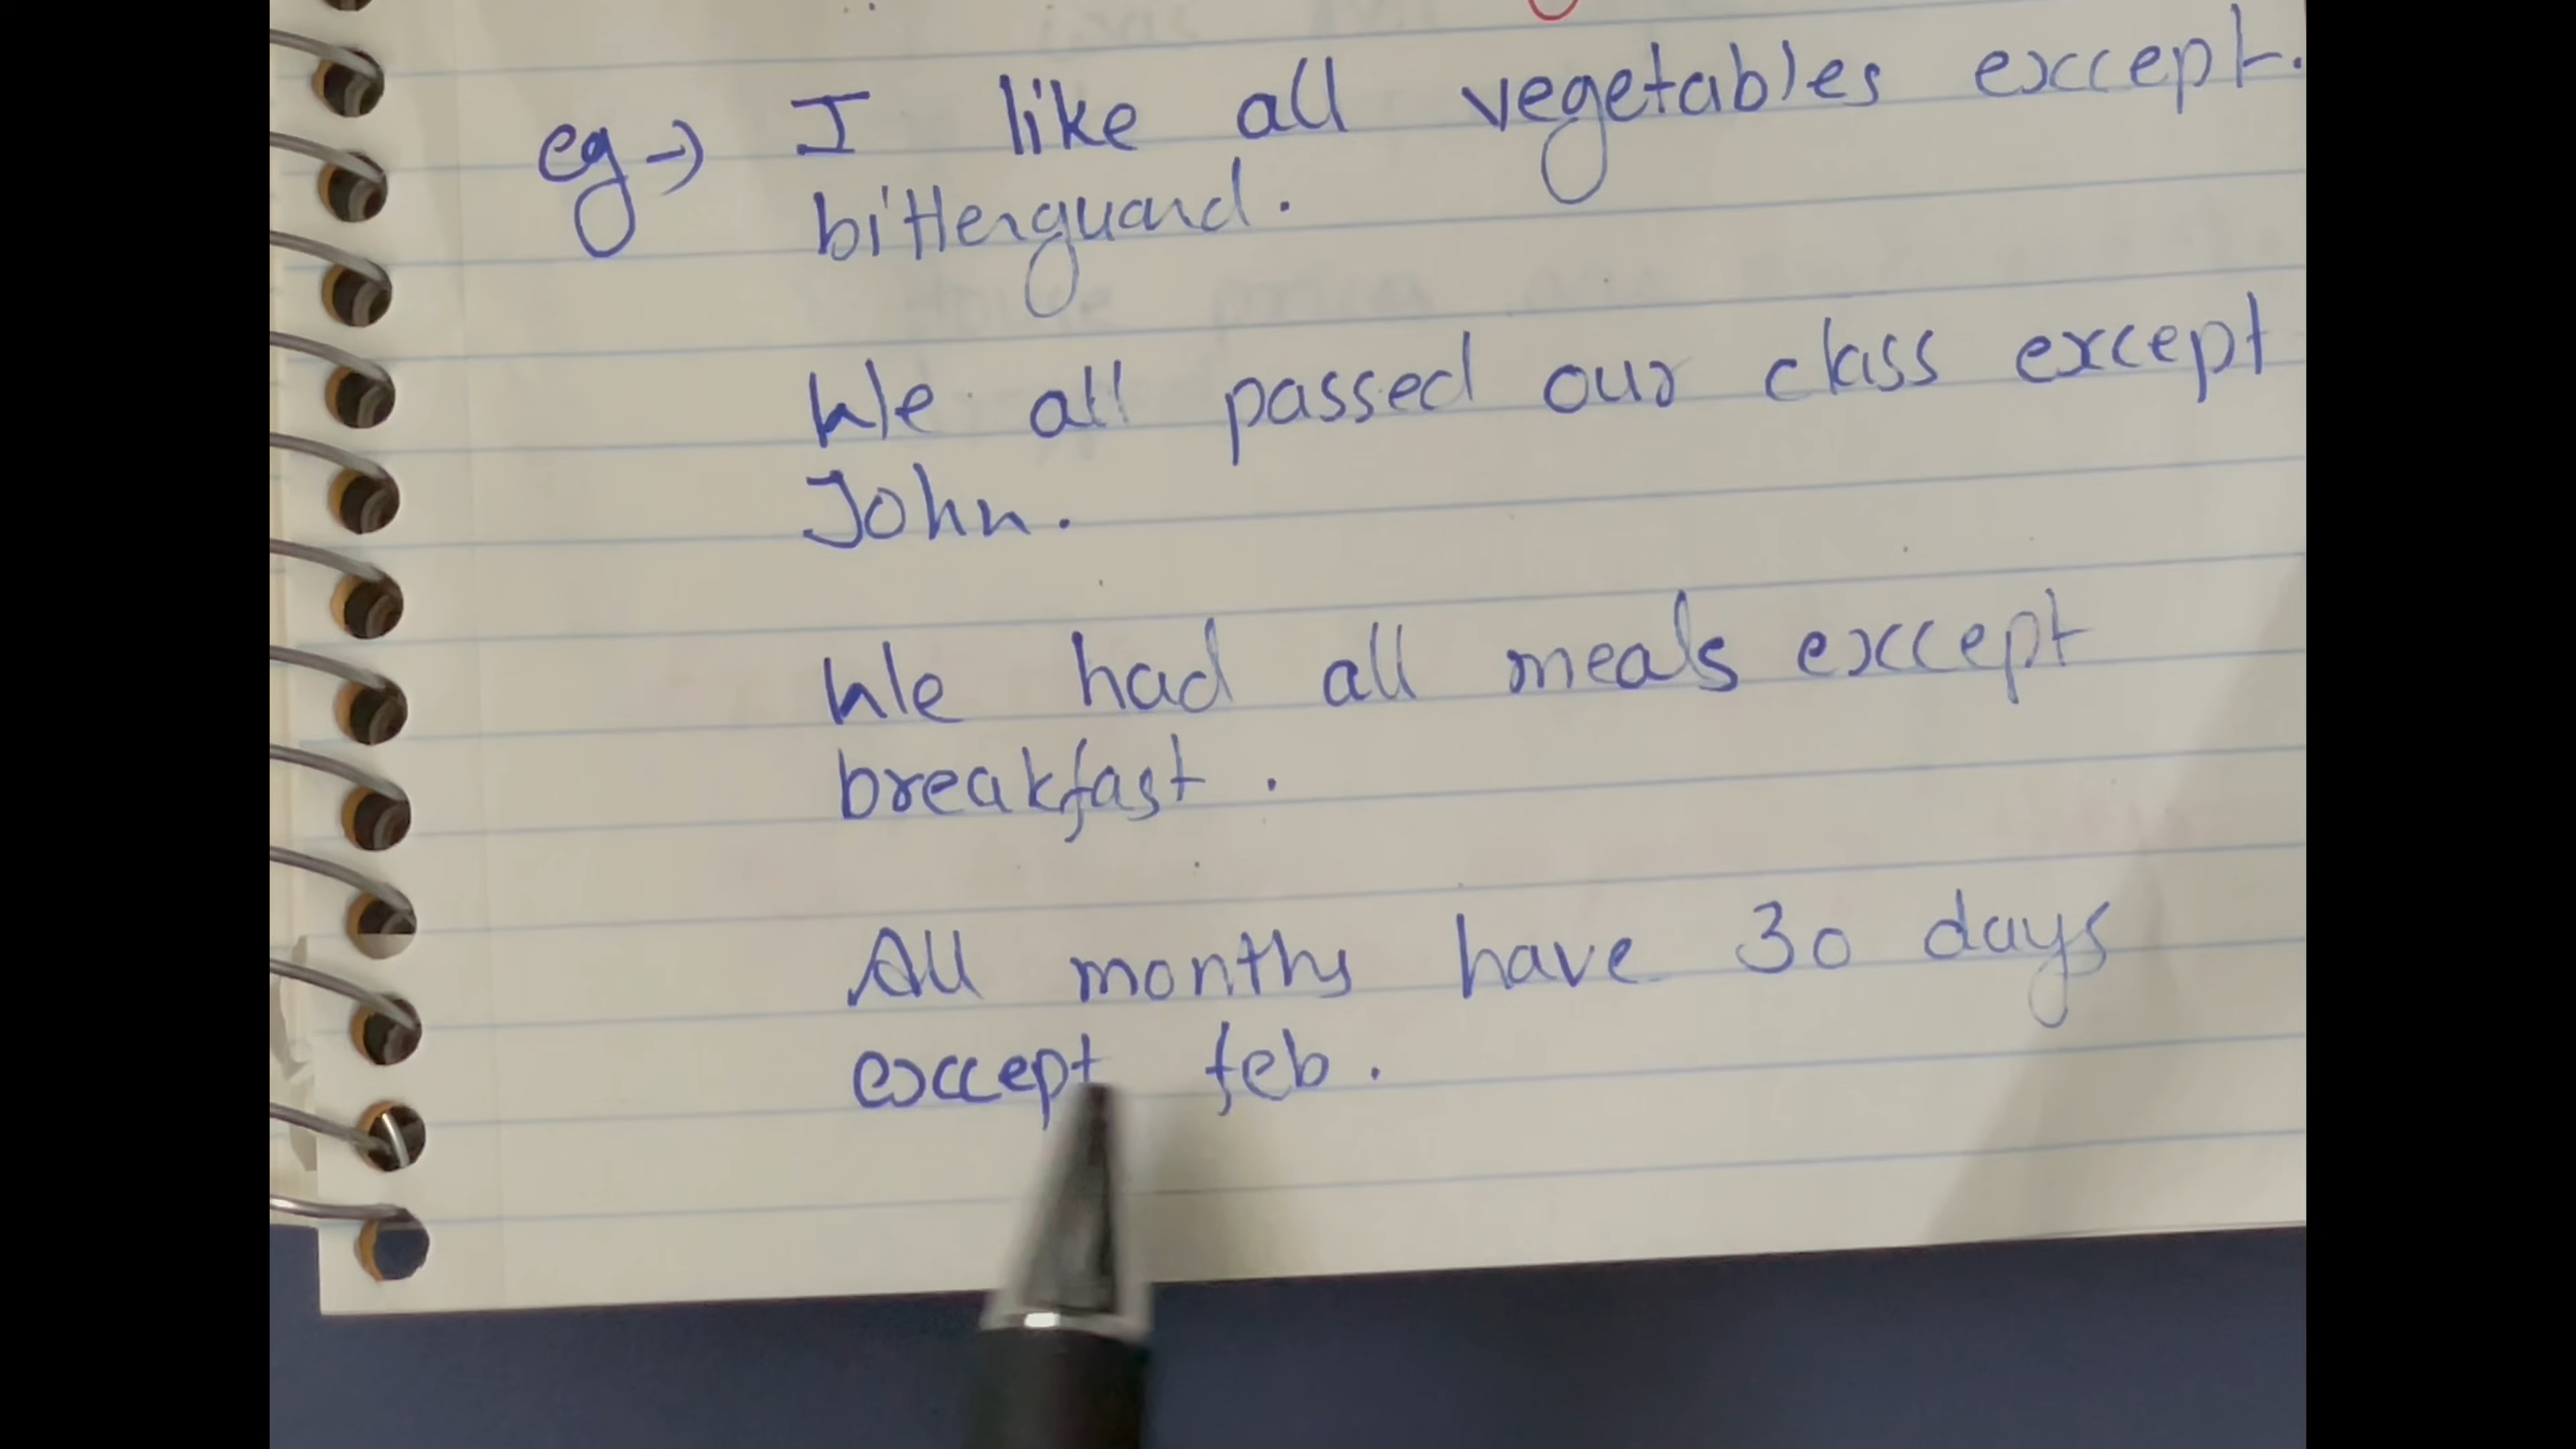 eg → I like all vegetables except.
bitterguard.
We all passed our class except
John.
We had all meals except
breakfast.
All months have 30 days
except feb.